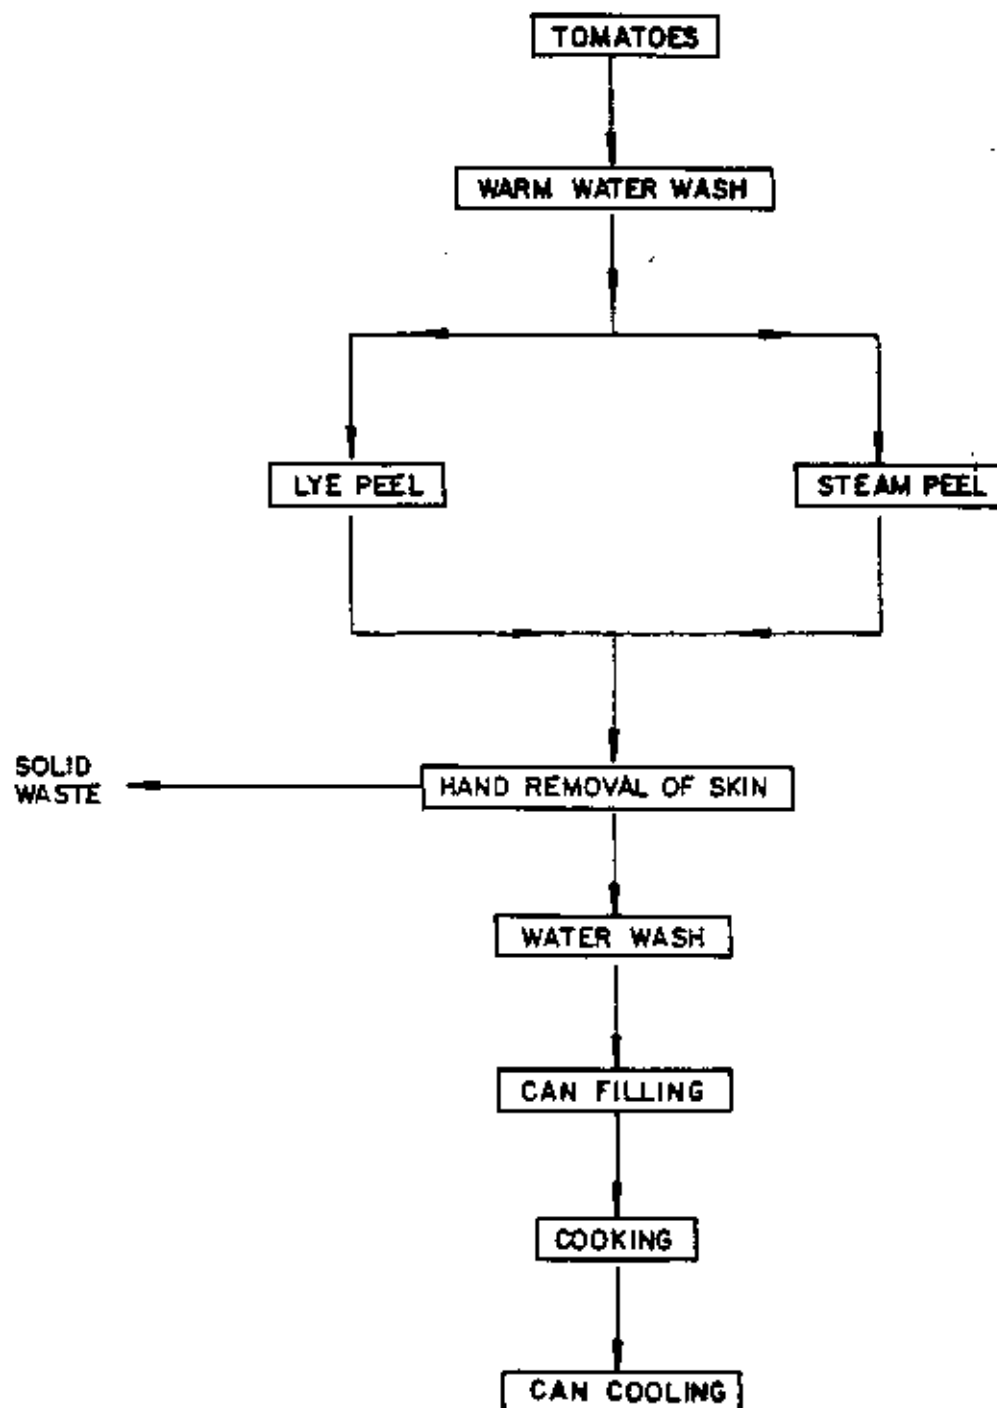 TOMATOES
WARM WATER WASH
LYE PEEL
STEAM PEEL
SOLID
WASTE
HAND REMOVAL OF SKIN
WATER WASH
CAN FILLING
COOKING
CAN COOLING